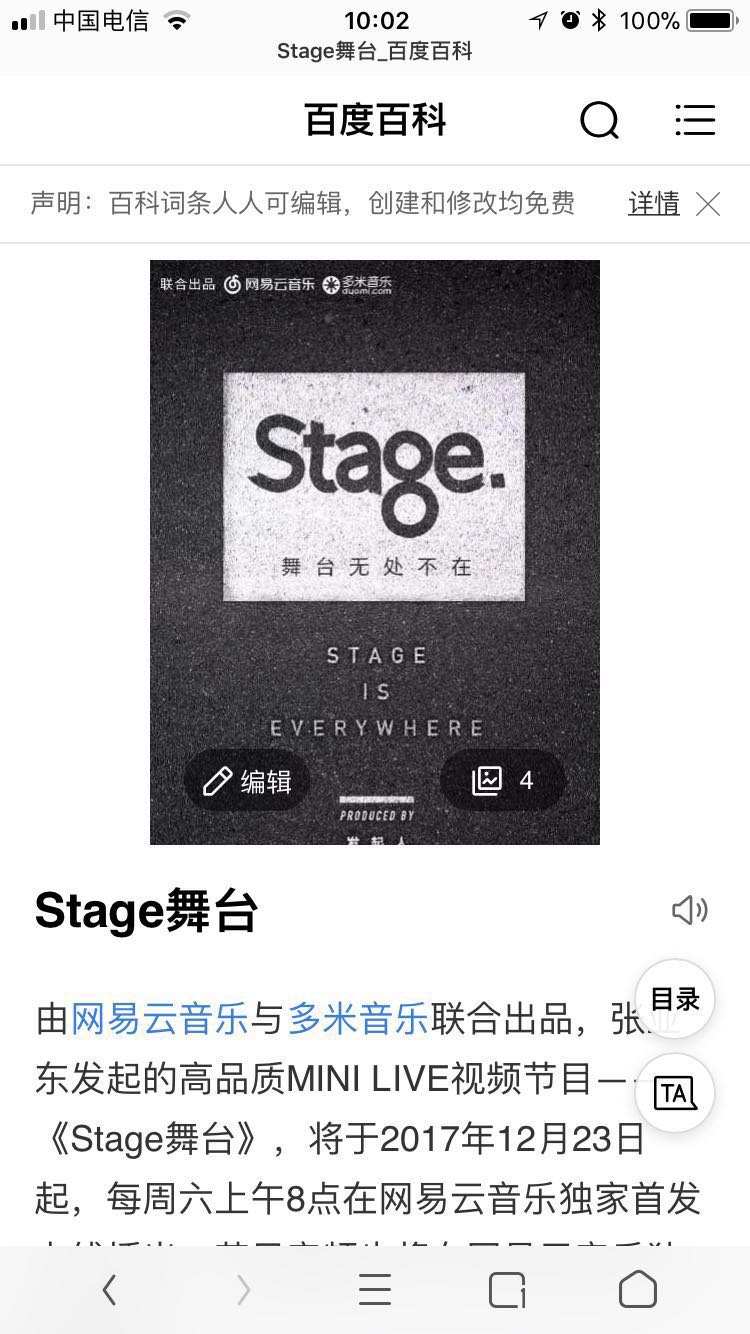 中国电信 10:02 100%
Stage舞台_百度百科
百度百科
声明：百科词条人人可编辑，创建和修改均免费 详情
联合出品 网易云音乐 多米音乐
duomi.com
Stage.
舞台无处不在
STAGE
IS
EVERYWHERE
编辑 4
PRODUCED BY
发起人
Stage舞台
目录
由网易云音乐与多米音乐联合出品，张亚
东发起的高品质MINI LIVE视频节目—
TA
《Stage舞台》，将于2017年12月23日
起，每周六上午8点在网易云音乐独家首发
1